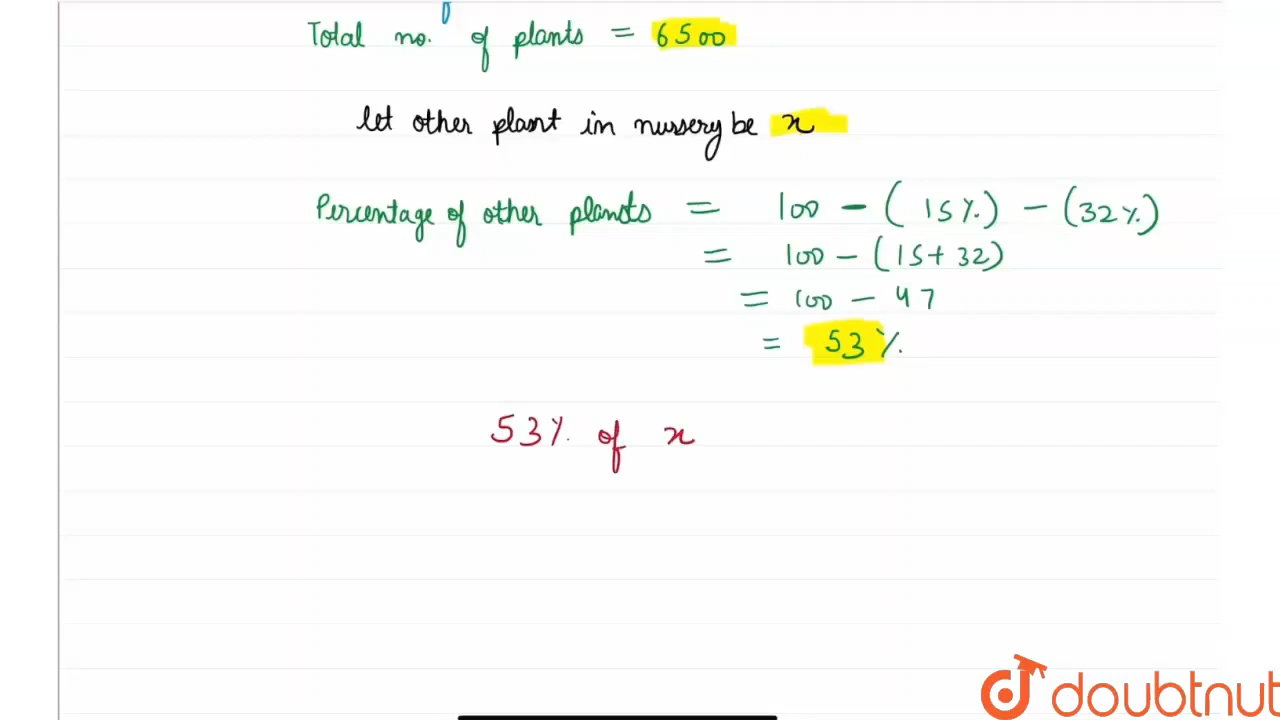 Total no. of plants = 6500
let other plant in nursery be x
Percentage of other plants = 100 - (15%) - (32%)
= 100 - (15+32)
= 100 - 47
= 53%
53% of x
doubtnut